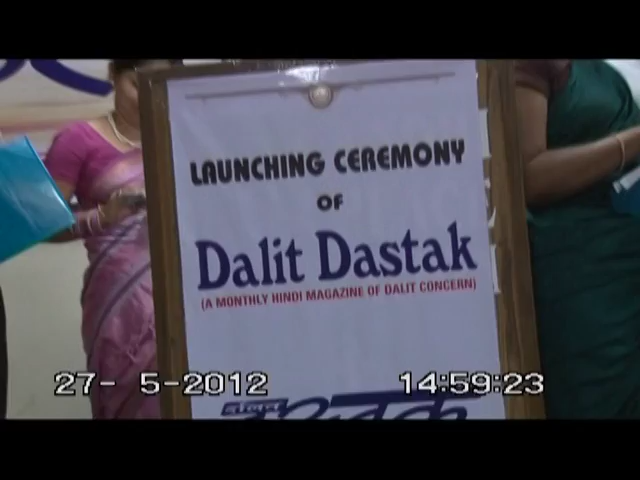 LAUNCHING CEREMONY
OF
Dalit Dastak
(A MONTHLY HINDI MAGAZINE OF DALIT CONCERN)
27- 5-2012 14:59:23